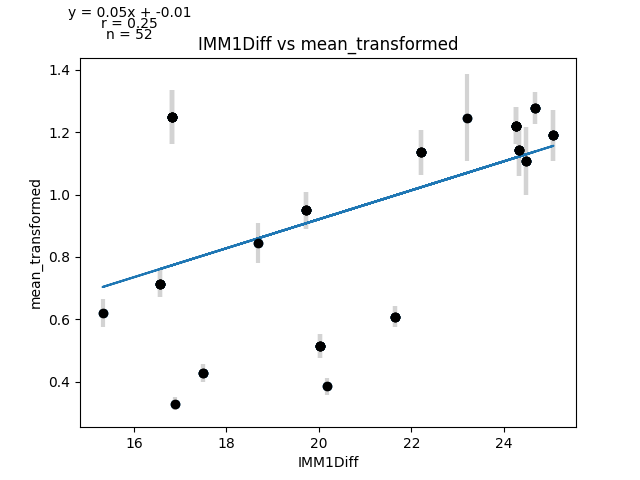 y = 0.05x + -0.01
r = 0.25
n = 52
IMM1Diff vs mean_transformed
mean_transformed
1.4
1.2
1.0
0.8
0.6
0.4
16 18 20 22 24
IMM1Diff